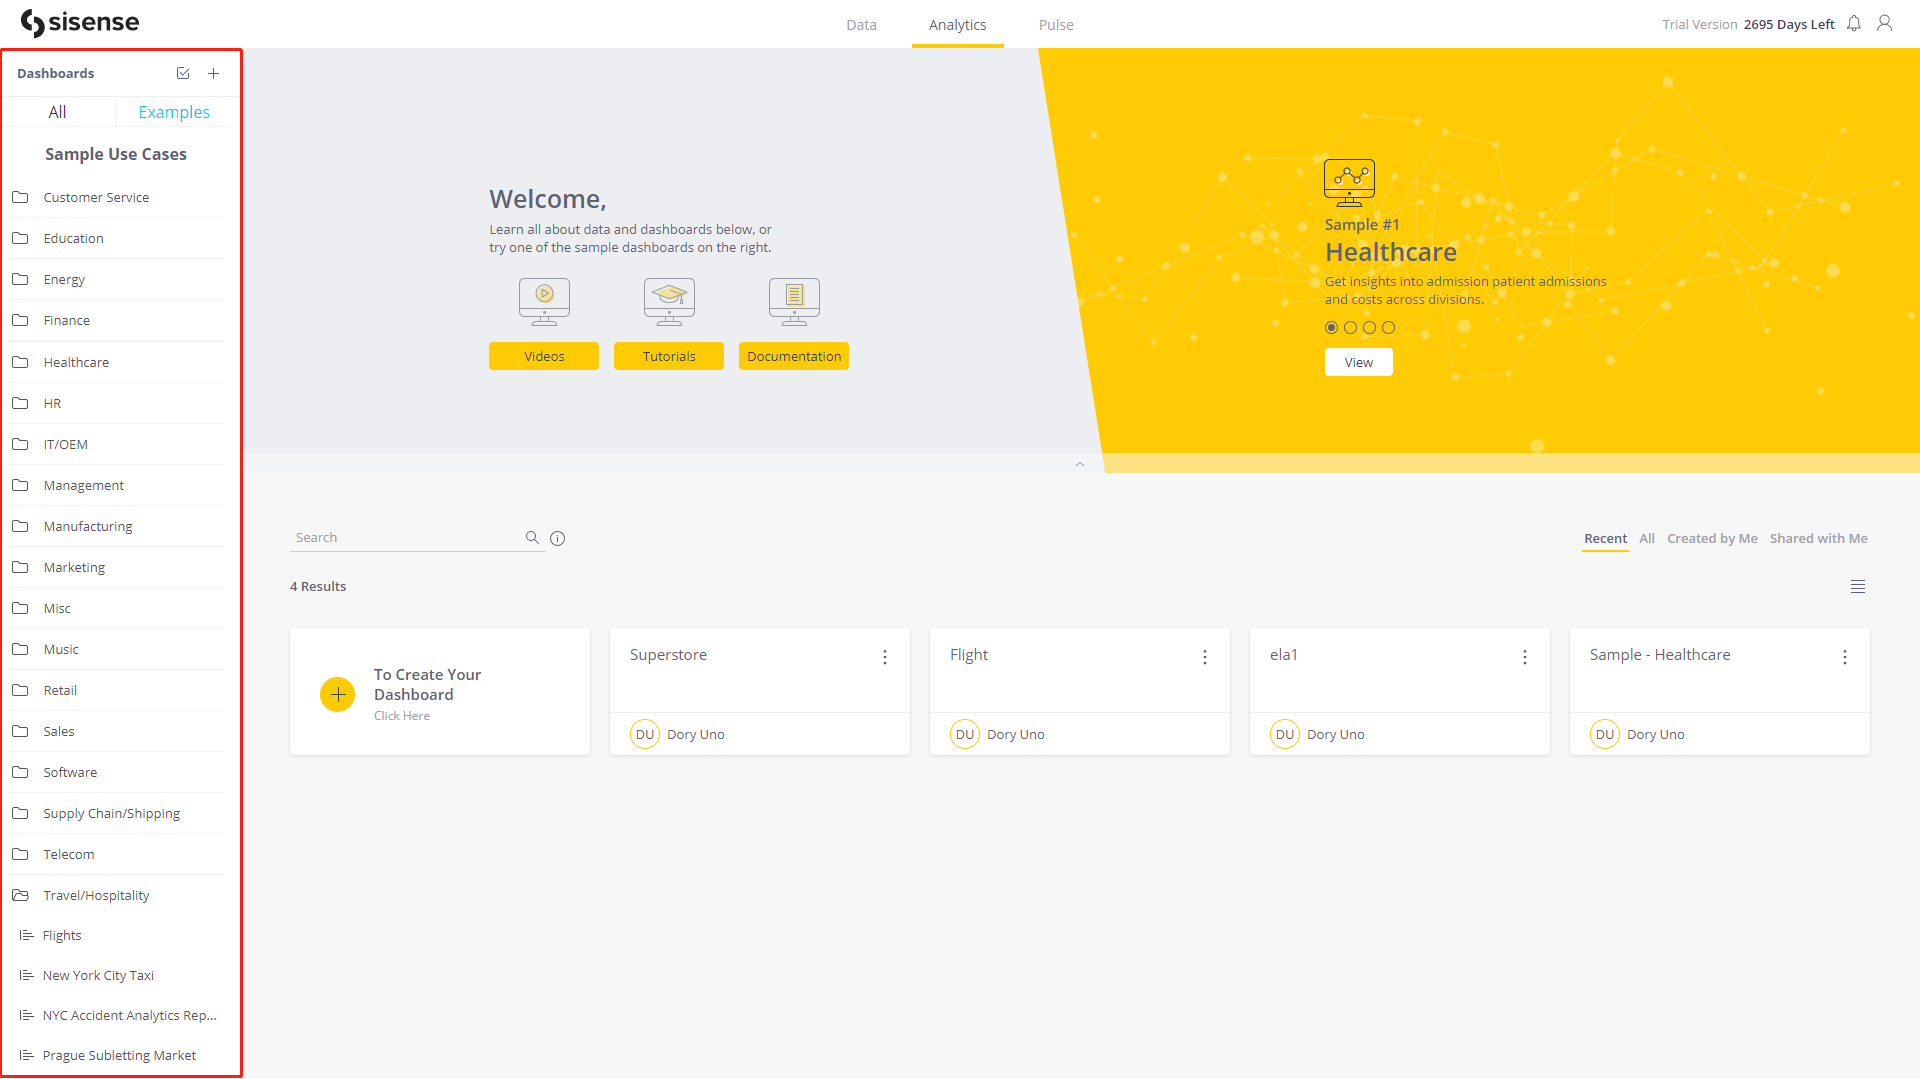 sisense
Data
Analytics
Pulse
Trial Version 2695 Days Left
Dashboards
All
Examples
Sample Use Cases
Customer Service
Education
Energy
Finance
Healthcare
HR
IT/OEM
Management
Manufacturing
Marketing
Misc
Music
Retail
Sales
Software
Supply Chain/Shipping
Telecom
Travel/Hospitality
Flights
New York City Taxi
NYC Accident Analytics Rep...
Prague Subletting Market
Welcome,
Learn all about data and dashboards below, or
try one of the sample dashboards on the right.
Videos
Tutorials
Documentation
Sample #1
Healthcare
Get insights into admission patient admissions
and costs across divisions.
View
Search
Recent
All
Created by Me
Shared with Me
4 Results
To Create Your
Dashboard
Click Here
Superstore
DU Dory Uno
Flight
DU Dory Uno
ela1
DU Dory Uno
Sample - Healthcare
DU Dory Uno